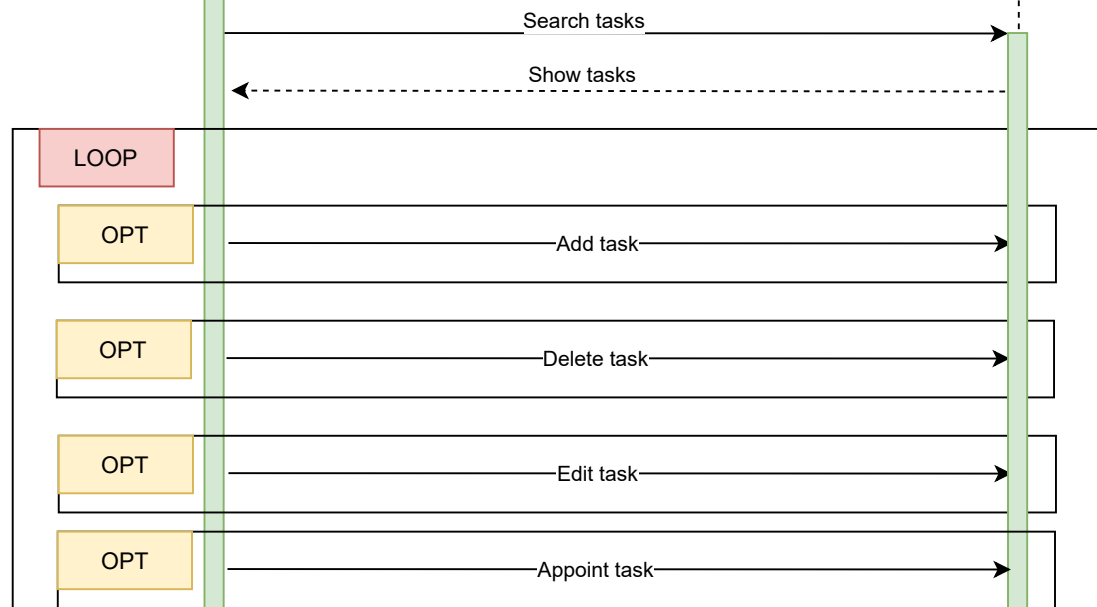 Search tasks
Show tasks
LOOP
OPT
Add task
OPT
Delete task
OPT
Edit task
OPT
Appoint task